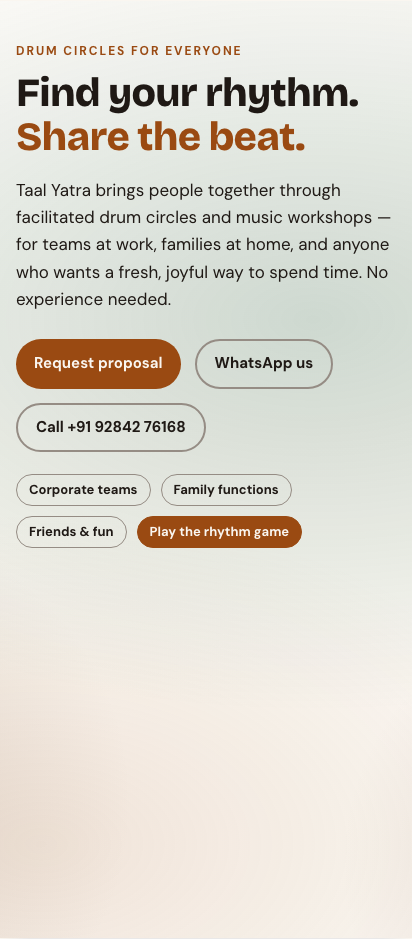 DRUM CIRCLES FOR EVERYONE
Find your rhythm.
Share the beat.
Taal Yatra brings people together through
facilitated drum circles and music workshops —
for teams at work, families at home, and anyone
who wants a fresh, joyful way to spend time. No
experience needed.
Request proposal
WhatsApp us
Call +91 92842 76168
Corporate teams
Family functions
Friends & fun
Play the rhythm game